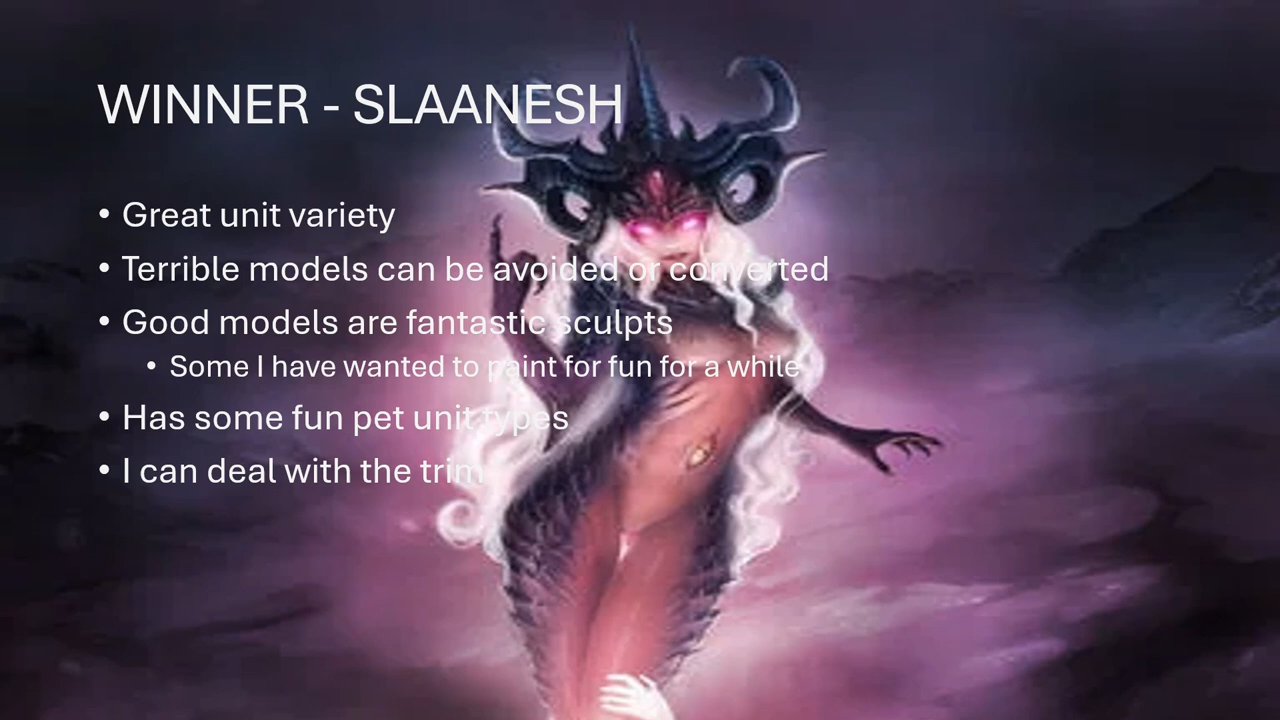 WINNER - SLAANESH
• Great unit variety
• Terrible models can be avoided or converted
• Good models are fantastic sculpts
• Some I have wanted to paint for fun for a while
• Has some fun pet unit types
• I can deal with the trim